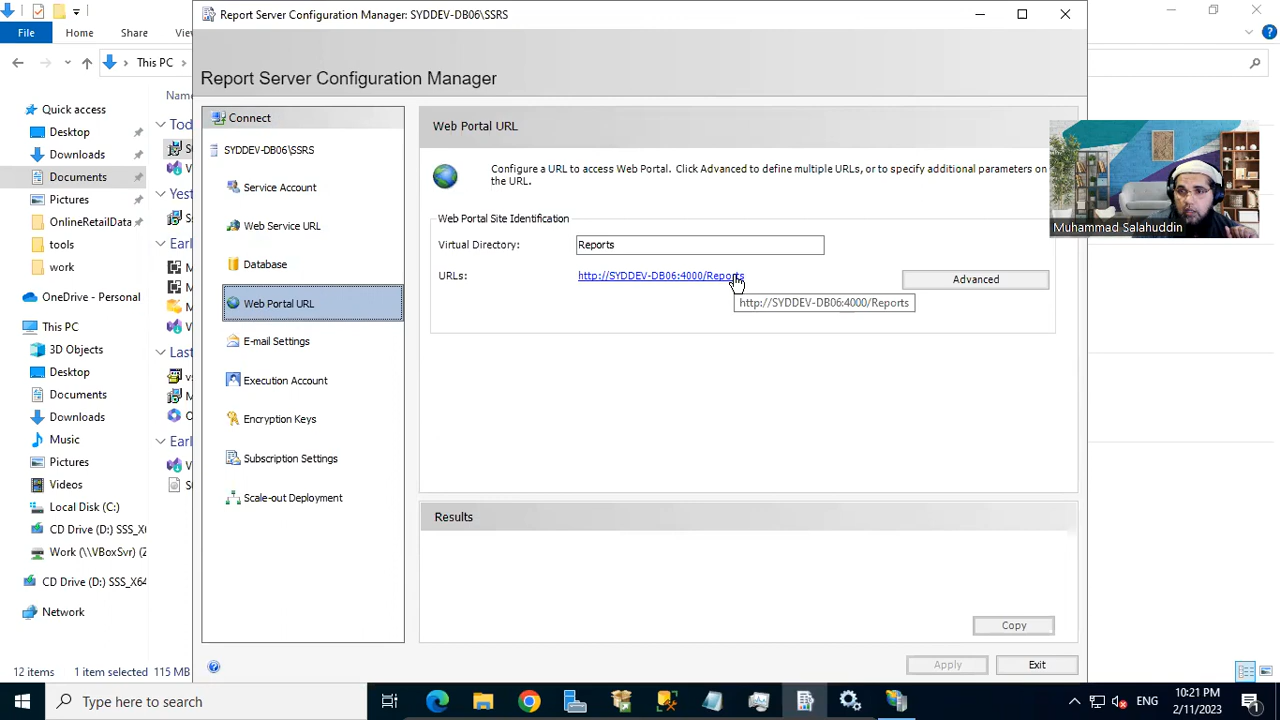 Report Server Configuration Manager: SYDDEV-DB06\SSRS
File
Home
Share
Report Server Configuration Manager
This PC
Quick access
Desktop
Downloads
Documents
Pictures
OnlineRetailData
tools
work
OneDrive - Personal
This PC
3D Objects
Desktop
Documents
Downloads
Music
Pictures
Videos
Local Disk (C:)
CD Drive (D:) SSS_X6
Work (\\VBoxSvr) (Z
CD Drive (D:) SSS_X64
Network
12 items
1 item selected
115 MB
Connect
SYDDEV-DB06\SSRS
Service Account
Web Service URL
Database
Web Portal URL
E-mail Settings
Execution Account
Encryption Keys
Subscription Settings
Scale-out Deployment
Web Portal URL
Configure a URL to access Web Portal. Click Advanced to define multiple URLs, or to specify additional parameters on
the URL.
Web Portal Site Identification
Virtual Directory:
Reports
URLs:
http://SYDDEV-DB06:4000/Reports
Advanced
http://SYDDEV-DB06:4000/Reports
Results
Copy
Apply
Exit
Muhammad Salahuddin
Type here to search
ENG
10:21 PM
2/11/2023